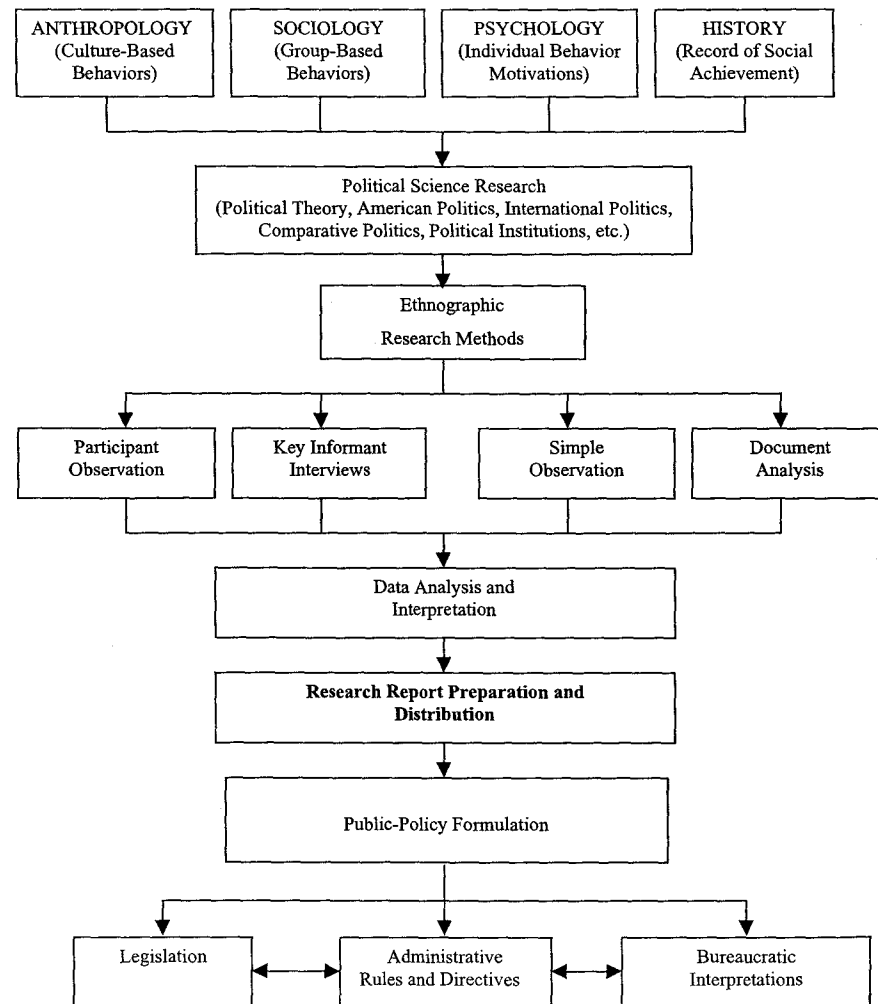 ANTHROPOLOGY
(Culture-Based
Behaviors)
SOCIOLOGY
(Group-Based
Behaviors)
PSYCHOLOGY
(Individual Behavior
Motivations)
HISTORY
(Record of Social
Achievement)
Political Science Research
(Political Theory, American Politics, International Politics,
Comparative Politics, Political Institutions, etc.)
Ethnographic
Research Methods
Participant
Observation
Key Informant
Interviews
Simple
Observation
Document
Analysis
Data Analysis and
Interpretation
Research Report Preparation and
Distribution
Public-Policy Formulation
Legislation
Administrative
Rules and Directives
Bureaucratic
Interpretations